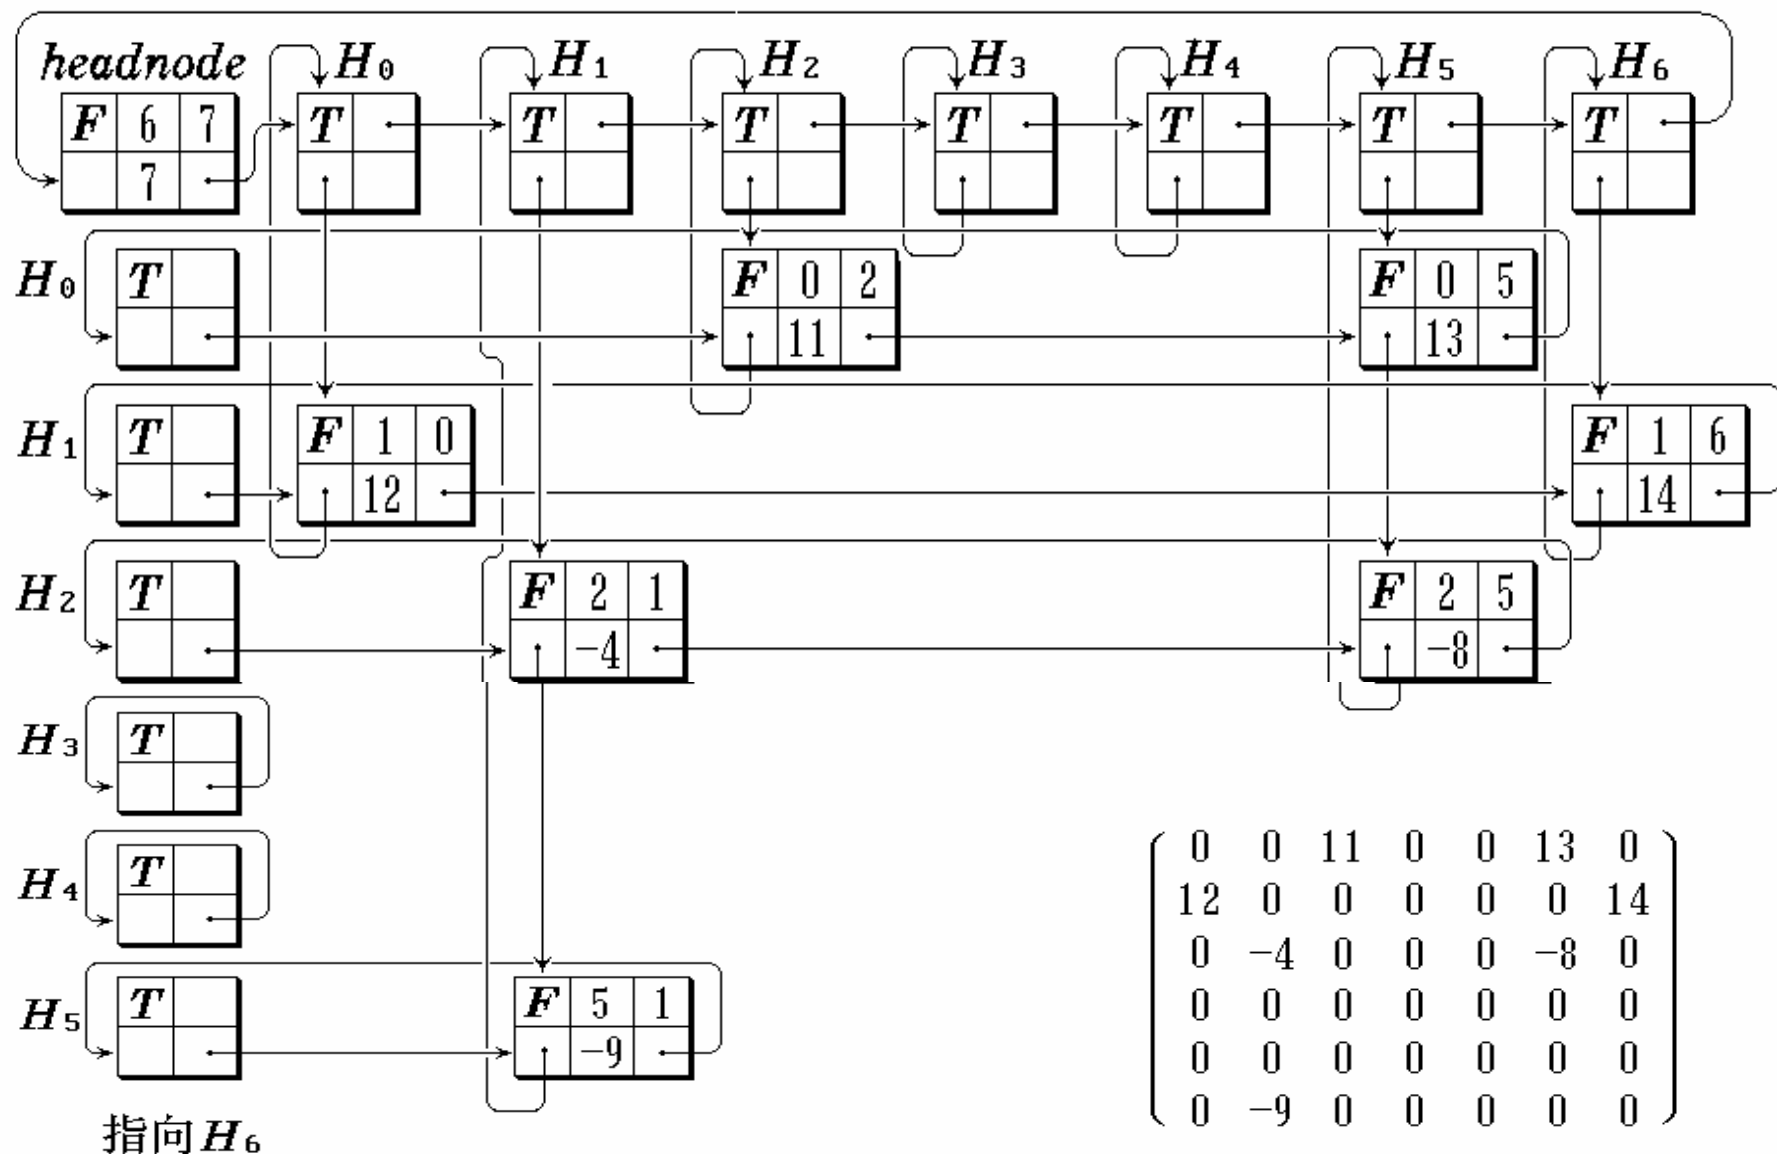 headnode H0 H1 H2 H3 H4 H5 H6
F 6 7 T T T T T T T
7
H0 T F 0 2 F 0 5
11 13
H1 T F 1 0 F 1 6
12 14
H2 T F 2 1 F 2 5
-4 -8
H3 T
H4 T
H5 T F 5 1
-9
指向H6
0 0 11 0 0 13 0
12 0 0 0 0 0 14
0 -4 0 0 0 -8 0
0 0 0 0 0 0 0
0 0 0 0 0 0 0
0 -9 0 0 0 0 0